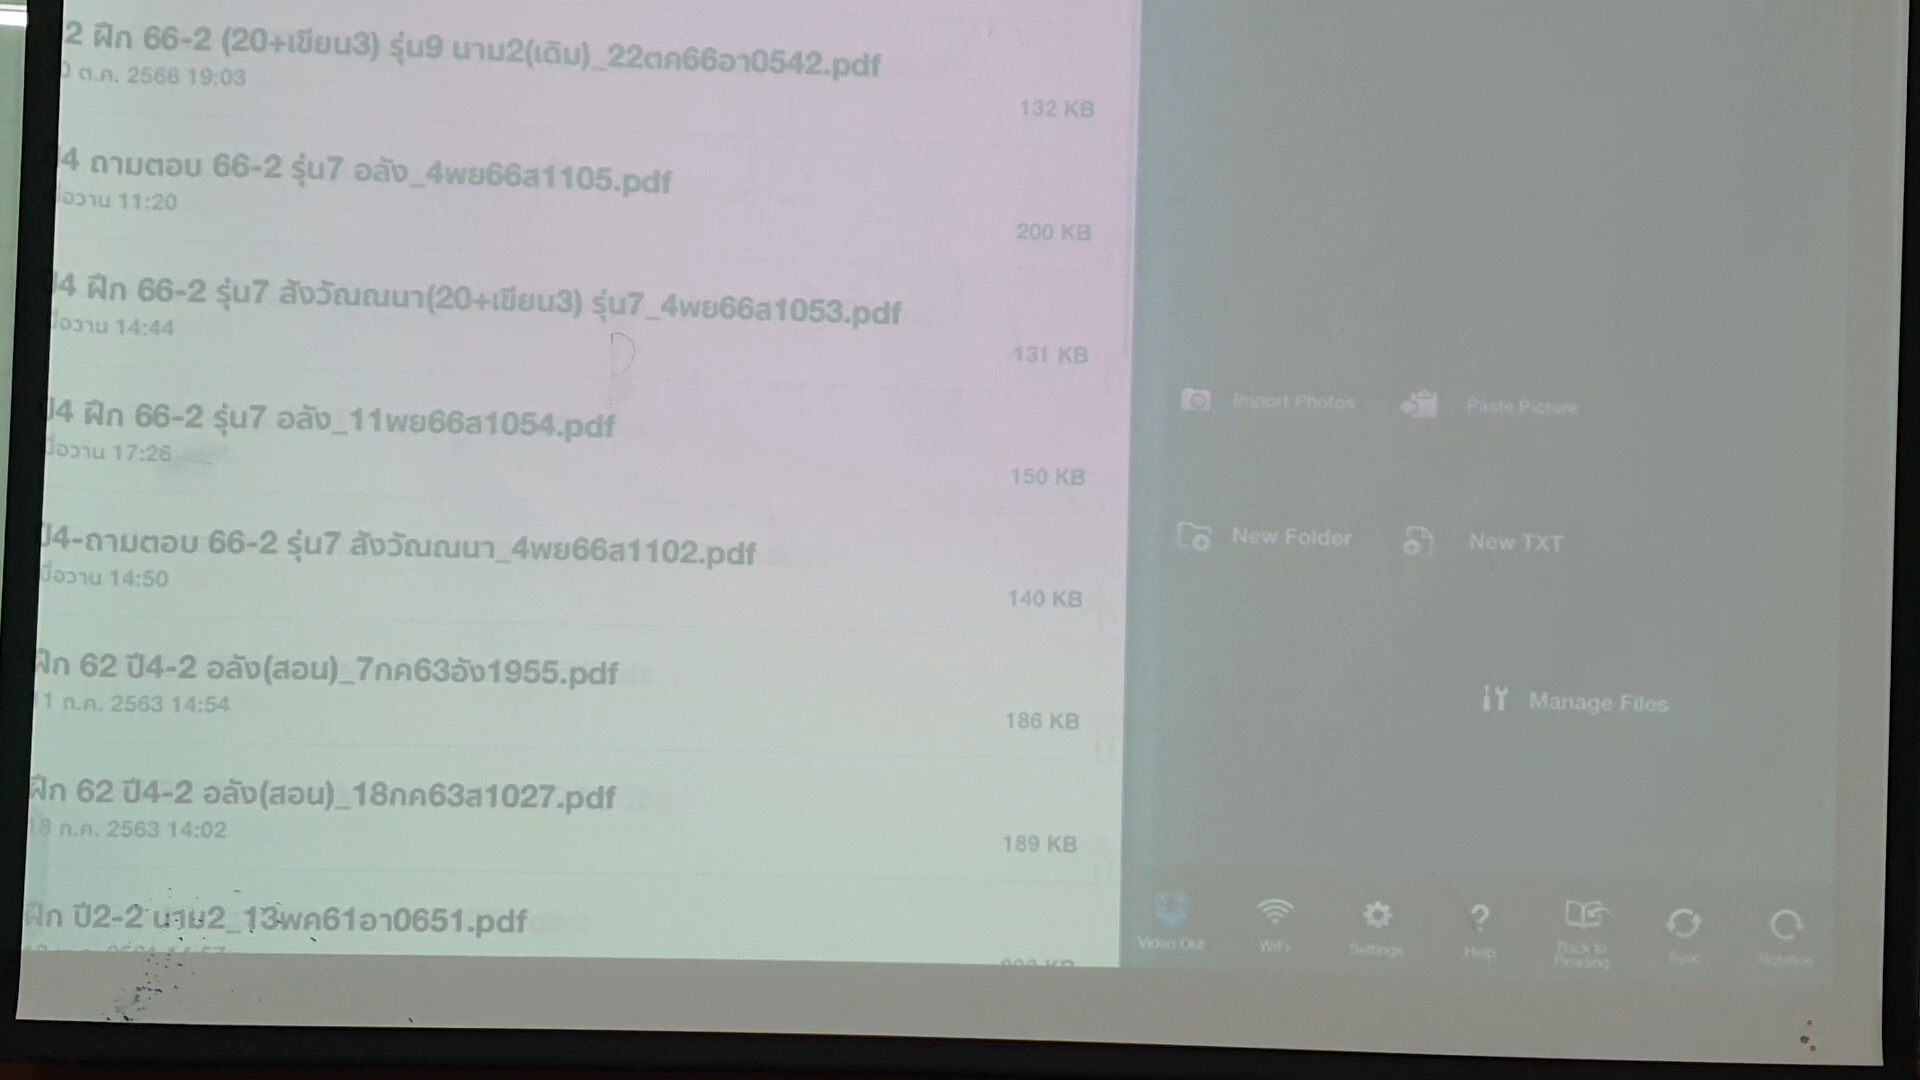 2 ฝึก 66-2 (20+เขียน3) รุ่น9 นาม2(เดิม)_22ตค66อา0542.pdf
ต.ค. 2566 19:03
132 KB
4 ถามตอบ 66-2 รุ่น7 อลัง_4พย66ส1105.pdf
11:20
200 KB
4 ฝึก 66-2 รุ่น7 สังวัณณนา(20+เขียน3) รุ่น7_4พย66ส1053.pdf
14:44
131 KB
ป4 ฝึก 66-2 รุ่น7 อลัง_11พย66ส1054.pdf
17:26
150 KB
ป4-ถามตอบ 66-2 รุ่น7 สังวัณณนา_4พย66ส1102.pdf
14:50
140 KB
ฝึก 62 ปี4-2 อลัง(สอน)_7กค63อัง1955.pdf
11 ก.ค. 2563 14:54
186 KB
ฝึก 62 ปี4-2 อลัง(สอน)_18กค63ส1027.pdf
18 ก.ค. 2563 14:02
189 KB
ฝึก ปี2-2 นาม2_13พค61อา0651.pdf
Import Photos
Paste Picture
New Folder
New TXT
Manage Files
Video Out
WiFi
Settings
Help
Back to Reading
Sync
Rotation